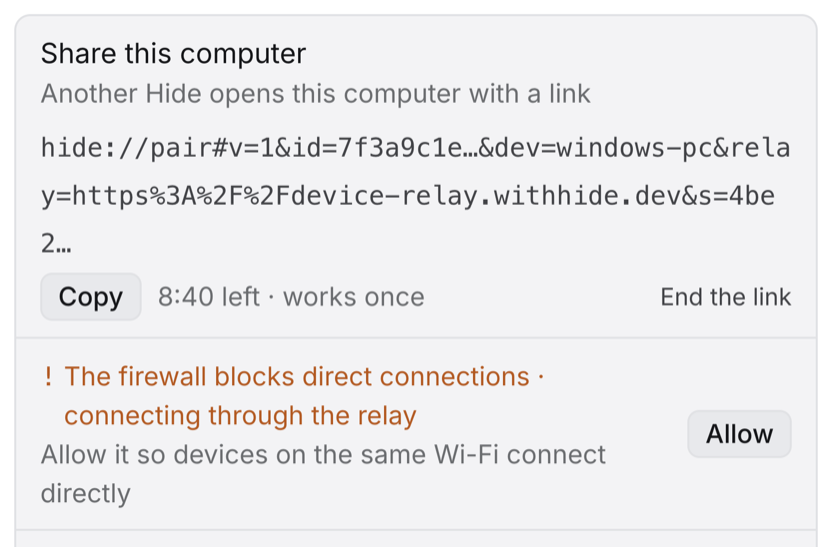 Share this computer
Another Hide opens this computer with a link
hide://pair#v=1&id=7f3a9c1e…&dev=windows-pc&rela
y=https%3A%2F%2Fdevice-relay.withhide.dev&s=4be
2…
Copy 8:40 left · works once End the link
! The firewall blocks direct connections ·
connecting through the relay
Allow
Allow it so devices on the same Wi-Fi connect
directly